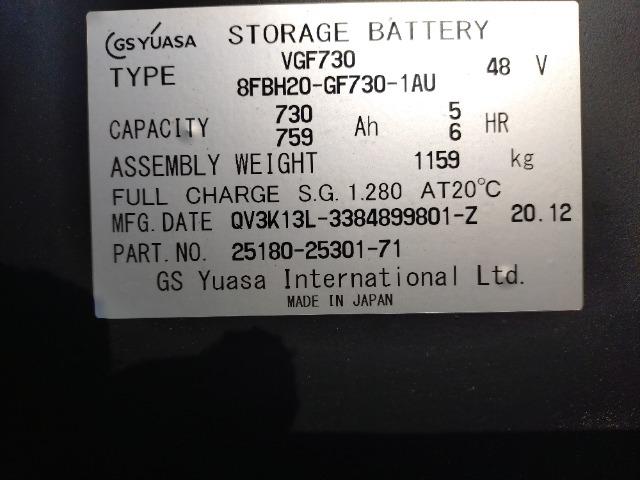 GS YUASA STORAGE BATTERY
TYPE VGF730 48 V
8FBH20-GF730-1AU
CAPACITY 730 Ah 5 HR
759 6
ASSEMBLY WEIGHT 1159 kg
FULL CHARGE S.G. 1.280 AT20℃
MFG. DATE QV3K13L-3384899801-Z 20.12
PART. NO. 25180-25301-71
GS Yuasa International Ltd.
MADE IN JAPAN